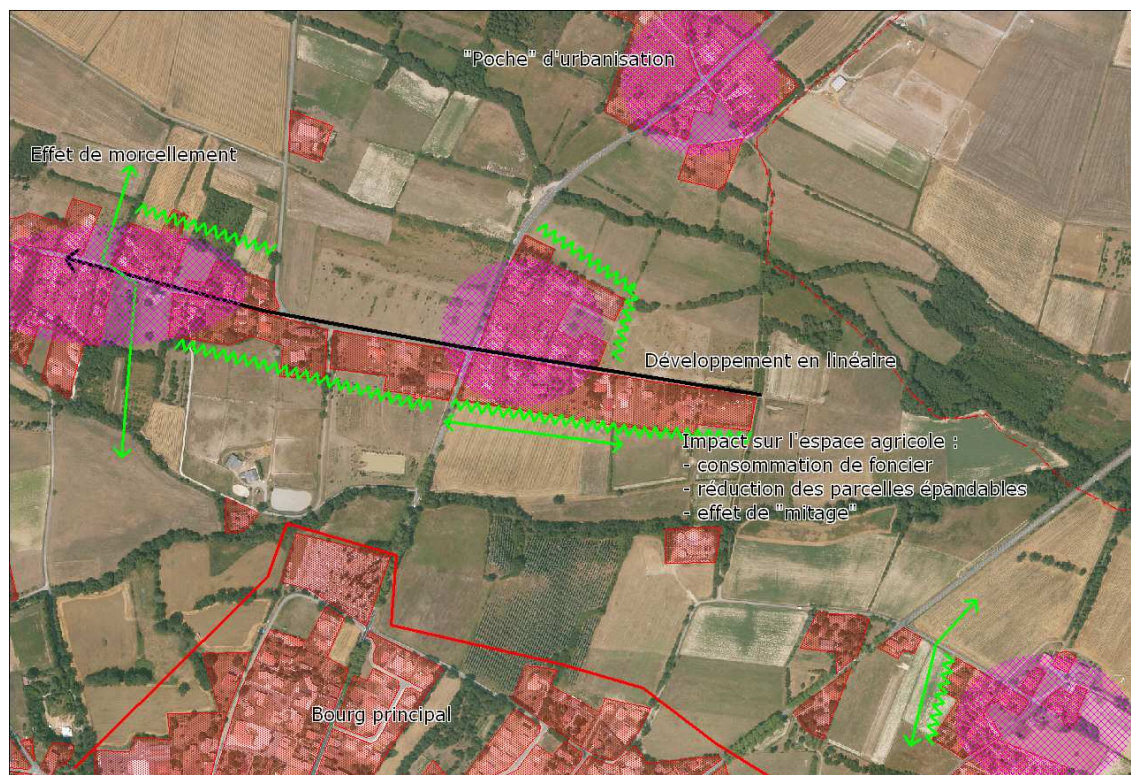 "Poche" d'urbanisation
Effet de morcellement
Développement en linéaire
Impact sur l'espace agricole :
- consommation de foncier
- réduction des parcelles épandables
- effet de "mitage"
Bourg principal